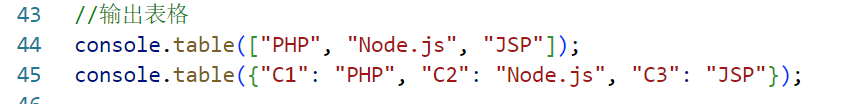 43 //输出表格
44 console.table(["PHP", "Node.js", "JSP"]);
45 console.table({"C1": "PHP", "C2": "Node.js", "C3": "JSP"});